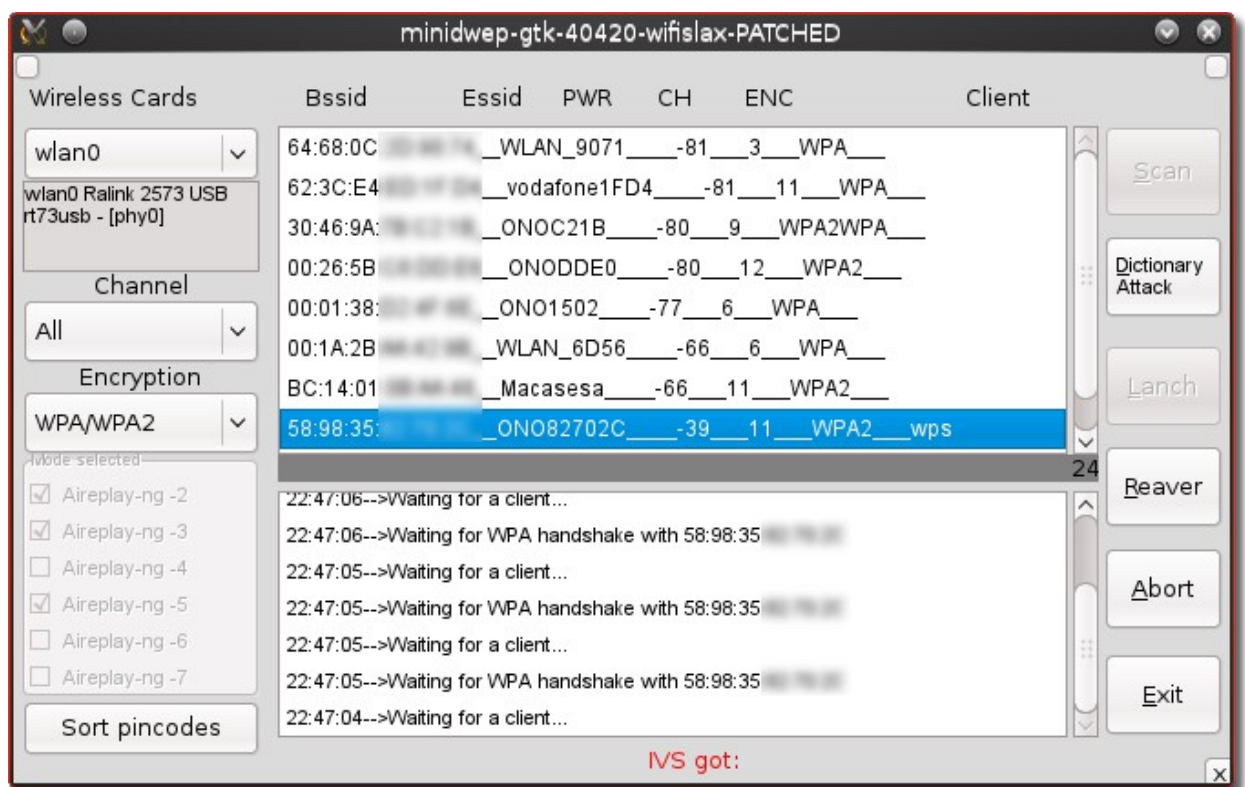 minidwep-gtk-40420-wifislax-PATCHED
Wireless Cards
Bssid Essid PWR CH ENC Client
wlan0
wlan0 Ralink 2573 USB
rt73usb - [phy0]
Channel
All
Encryption
WPA/WPA2
Mode selected
Aireplay-ng -2
Aireplay-ng -3
Aireplay-ng -4
Aireplay-ng -5
Aireplay-ng -6
Aireplay-ng -7
Sort pincodes
64:68:0C __WLAN_9071____-81___3___WPA___
62:3C:E4 __vodafone1FD4____-81___11___WPA___
30:46:9A: __ONOC21B____-80___9___WPA2WPA___
00:26:5B __ONODDE0____-80___12___WPA2___
00:01:38: __ONO1502____-77___6___WPA___
00:1A:2B __WLAN_6D56____-66___6___WPA___
BC:14:01 __Macasesa____-66___11___WPA2___
58:98:35: __ONO82702C____-39___11___WPA2___wps
24
22:47:06-->Waiting for a client...
22:47:06-->Waiting for WPA handshake with 58:98:35
22:47:05-->Waiting for a client...
22:47:05-->Waiting for WPA handshake with 58:98:35
22:47:05-->Waiting for a client...
22:47:05-->Waiting for WPA handshake with 58:98:35
22:47:04-->Waiting for a client...
IVS got:
Scan
Dictionary
Attack
Lanch
Reaver
Abort
Exit